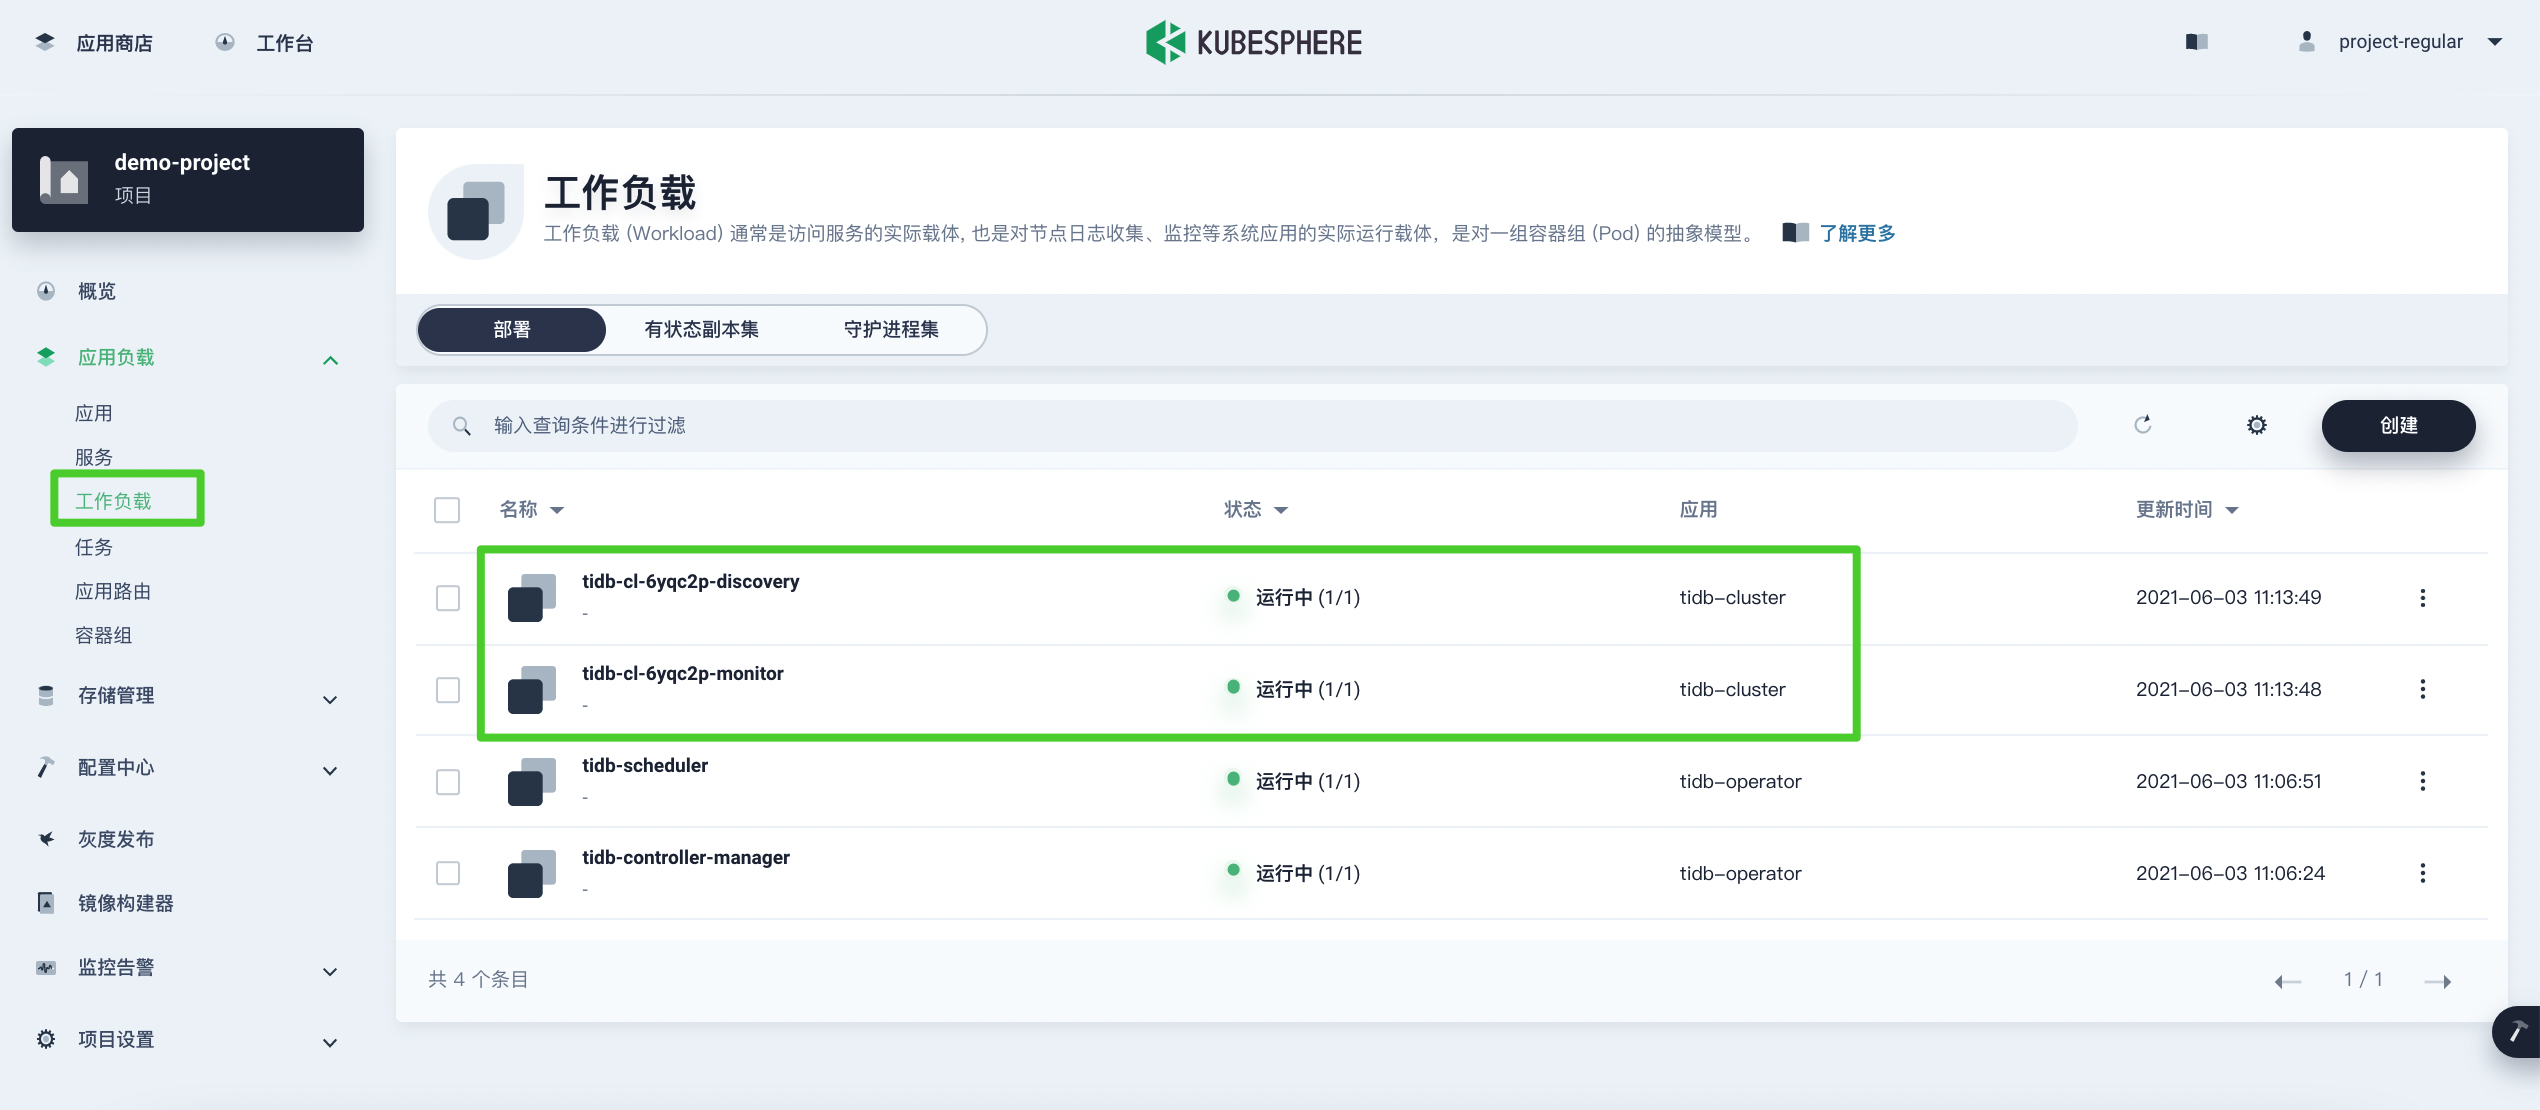 应用商店
工作台
KUBESPHERE
project-regular
demo-project
项目
概览
应用负载
应用
服务
工作负载
任务
应用路由
容器组
存储管理
配置中心
灰度发布
镜像构建器
监控告警
项目设置
工作负载
工作负载 (Workload) 通常是访问服务的实际载体, 也是对节点日志收集、监控等系统应用的实际运行载体，是对一组容器组 (Pod) 的抽象模型。 了解更多
部署 有状态副本集 守护进程集
输入查询条件进行过滤
创建
名称 状态 应用 更新时间
tidb-cl-6yqc2p-discovery
-
运行中 (1/1) tidb-cluster 2021-06-03 11:13:49
tidb-cl-6yqc2p-monitor
-
运行中 (1/1) tidb-cluster 2021-06-03 11:13:48
tidb-scheduler
-
运行中 (1/1) tidb-operator 2021-06-03 11:06:51
tidb-controller-manager
-
运行中 (1/1) tidb-operator 2021-06-03 11:06:24
共 4 个条目
1 / 1